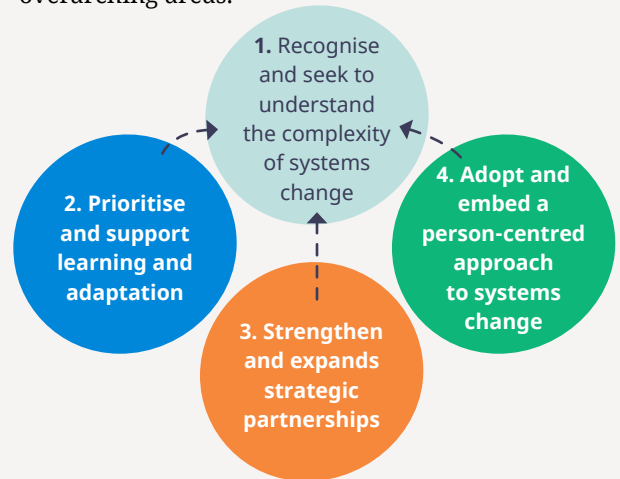 overarching areas.
1. Recognise
and seek to
understand
the complexity
of systems
change
2. Prioritise
and support
learning and
adaptation
3. Strengthen
and expands
strategic
partnerships
4. Adopt and
embed a
person-centred
approach
to systems
change